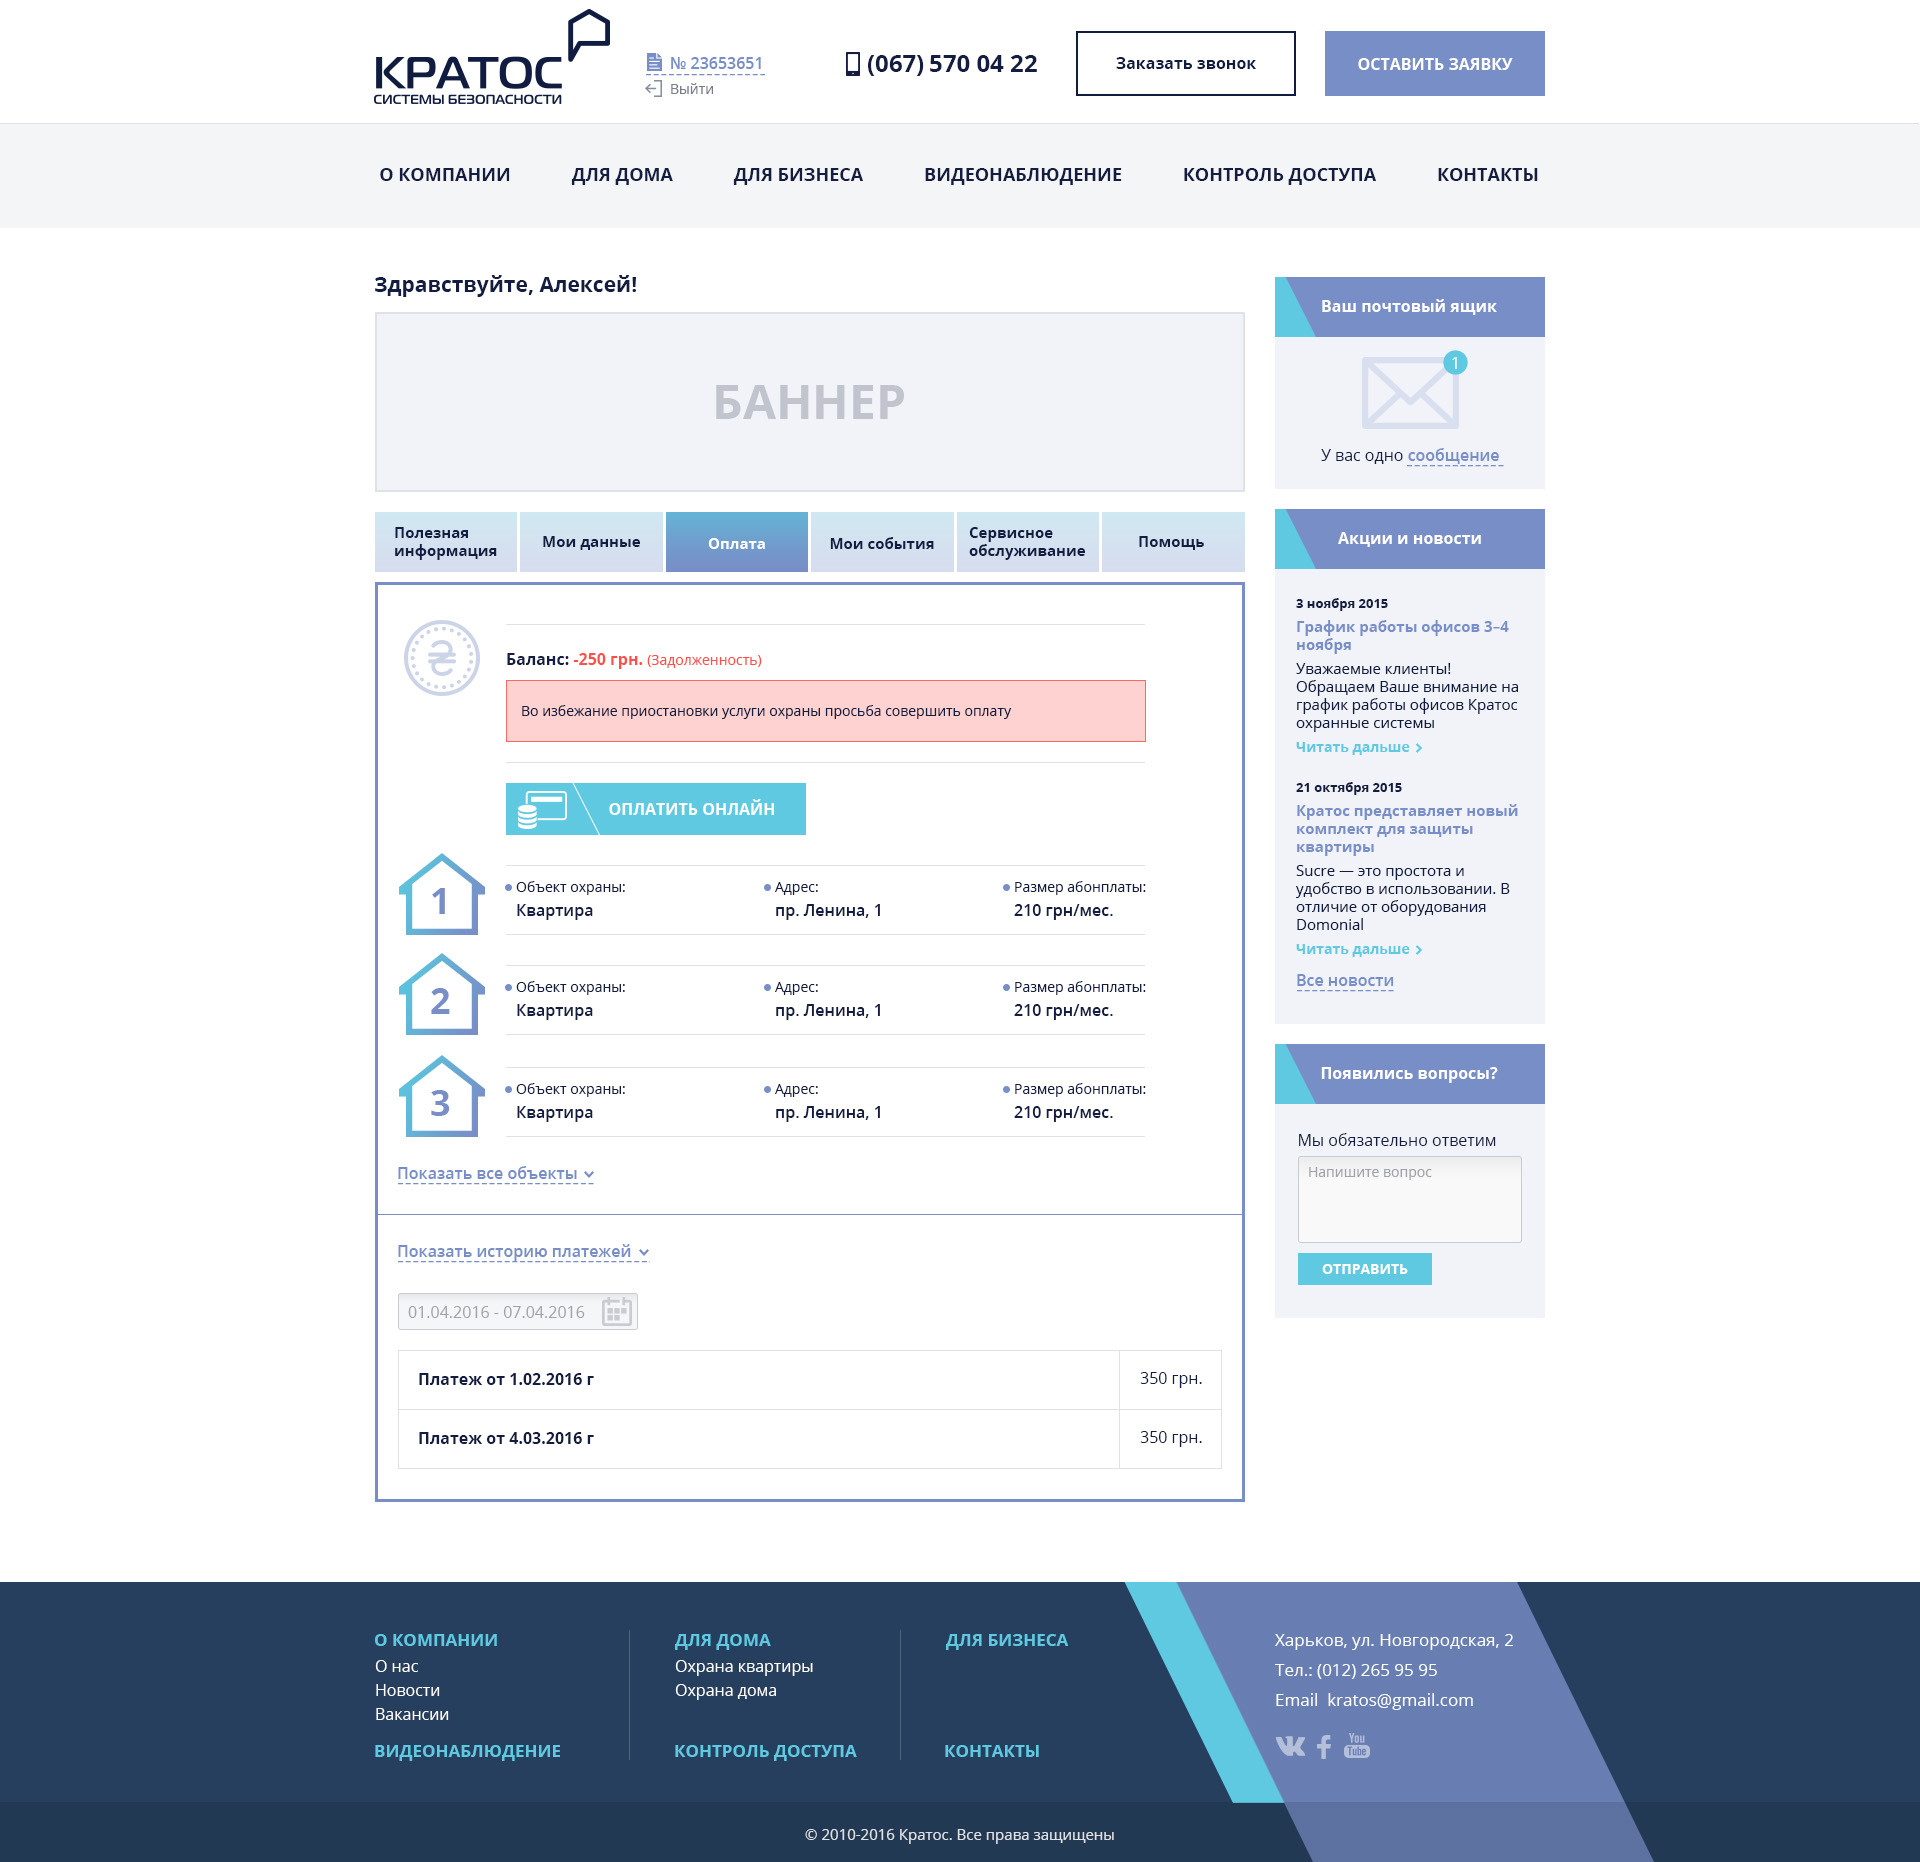 КРАТОС
СИСТЕМЫ БЕЗОПАСНОСТИ
№ 23653651
Выйти
(067) 570 04 22
Заказать звонок
ОСТАВИТЬ ЗАЯВКУ
О КОМПАНИИ
ДЛЯ ДОМА
ДЛЯ БИЗНЕСА
ВИДЕОНАБЛЮДЕНИЕ
КОНТРОЛЬ ДОСТУПА
КОНТАКТЫ
Здравствуйте, Алексей!
БАННЕР
Полезная
информация
Мои данные
Оплата
Мои события
Сервисное
обслуживание
Помощь
₴
Баланс: -250 грн. (Задолженность)
Во избежание приостановки услуги охраны просьба совершить оплату
ОПЛАТИТЬ ОНЛАЙН
1
Объект охраны:
Квартира
Адрес:
пр. Ленина, 1
Размер абонплаты:
210 грн/мес.
2
Объект охраны:
Квартира
Адрес:
пр. Ленина, 1
Размер абонплаты:
210 грн/мес.
3
Объект охраны:
Квартира
Адрес:
пр. Ленина, 1
Размер абонплаты:
210 грн/мес.
Показать все объекты
Показать историю платежей
01.04.2016 - 07.04.2016
Платеж от 1.02.2016 г
350 грн.
Платеж от 4.03.2016 г
350 грн.
Ваш почтовый ящик
1
У вас одно сообщение
Акции и новости
3 ноября 2015
График работы офисов 3–4
ноября
Уважаемые клиенты!
Обращаем Ваше внимание на
график работы офисов Кратос
охранные системы
Читать дальше
21 октября 2015
Кратос представляет новый
комплект для защиты
квартиры
Sucre — это простота и
удобство в использовании. В
отличие от оборудования
Domonial
Читать дальше
Все новости
Появились вопросы?
Мы обязательно ответим
Напишите вопрос
ОТПРАВИТЬ
О КОМПАНИИ
О нас
Новости
Вакансии
ВИДЕОНАБЛЮДЕНИЕ
ДЛЯ ДОМА
Охрана квартиры
Охрана дома
КОНТРОЛЬ ДОСТУПА
ДЛЯ БИЗНЕСА
КОНТАКТЫ
Харьков, ул. Новгородская, 2
Тел.: (012) 265 95 95
Email kratos@gmail.com
You
Tube
© 2010-2016 Кратос. Все права защищены